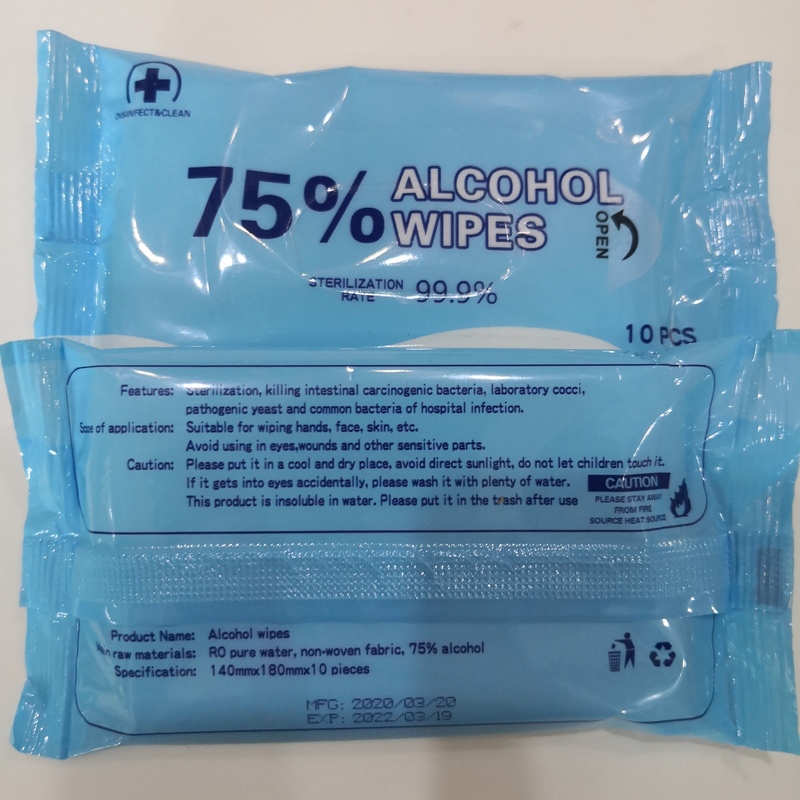 DISINFECT&CLEAN
75% ALCOHOL
WIPES
OPEN
STERILIZATION
RATE 99.9%
10 PCS
Features: Sterilization, killing intestinal carcinogenic bacteria, laboratory cocci,
pathogenic yeast and common bacteria of hospital infection.
of application: Suitable for wiping hands, face, skin, etc.
Avoid using in eyes,wounds and other sensitive parts.
Caution: Please put it in a cool and dry place, avoid direct sunlight, do not let children touch it.
If it gets into eyes accidentally, please wash it with plenty of water.
This product is insoluble in water. Please put it in the trash after use
CAUTION
PLEASE STAY AWAY
FROM FIRE
SOURCE HEAT SOURCE
Product Name: Alcohol wipes
Main raw materials: RO pure water, non-woven fabric, 75% alcohol
Specification: 140mmx180mmx10 pieces
MFG: 2020/03/20
EXP: 2022/03/19